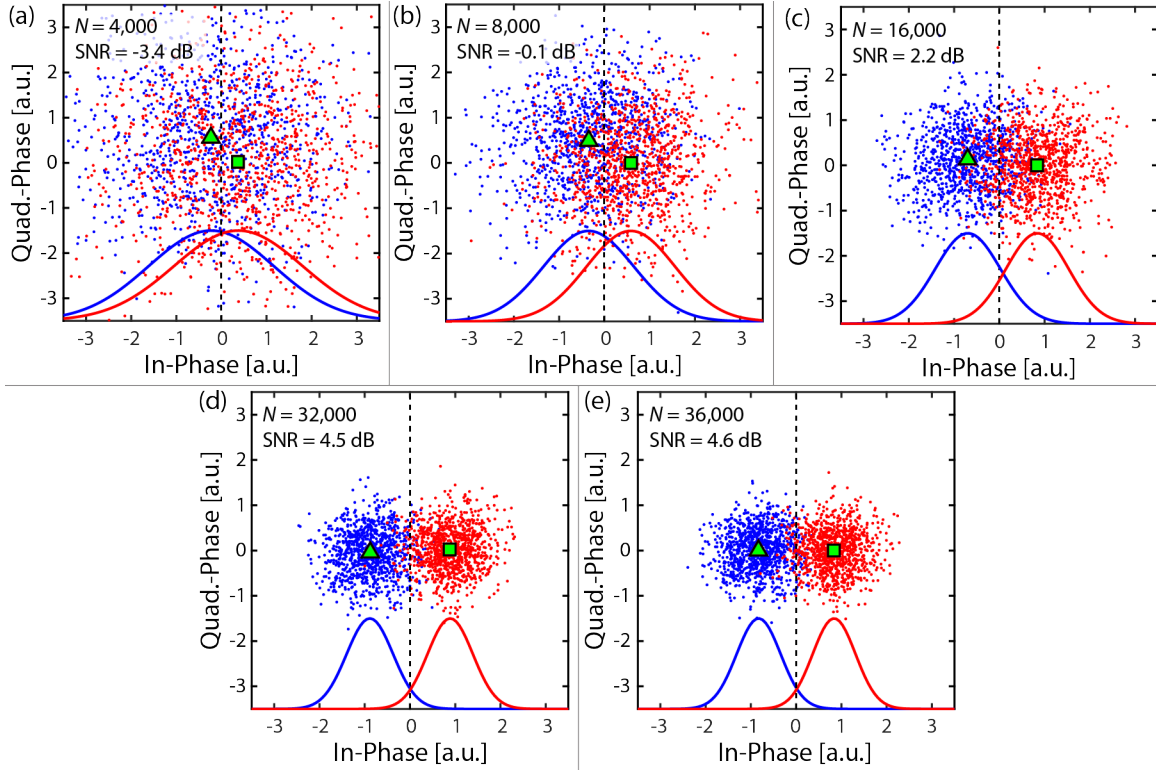 (a)
N = 4,000
SNR = -3.4 dB
Quad.-Phase [a.u.]
3
2
1
0
-1
-2
-3
-3 -2 -1 0 1 2 3
In-Phase [a.u.]
(b)
N = 8,000
SNR = -0.1 dB
Quad.-Phase [a.u.]
3
2
1
0
-1
-2
-3
-3 -2 -1 0 1 2 3
In-Phase [a.u.]
(c)
N = 16,000
SNR = 2.2 dB
Quad.-Phase [a.u.]
3
2
1
0
-1
-2
-3
-3 -2 -1 0 1 2 3
In-Phase [a.u.]
(d)
N = 32,000
SNR = 4.5 dB
Quad.-Phase [a.u.]
3
2
1
0
-1
-2
-3
-3 -2 -1 0 1 2 3
In-Phase [a.u.]
(e)
N = 36,000
SNR = 4.6 dB
Quad.-Phase [a.u.]
3
2
1
0
-1
-2
-3
-3 -2 -1 0 1 2 3
In-Phase [a.u.]